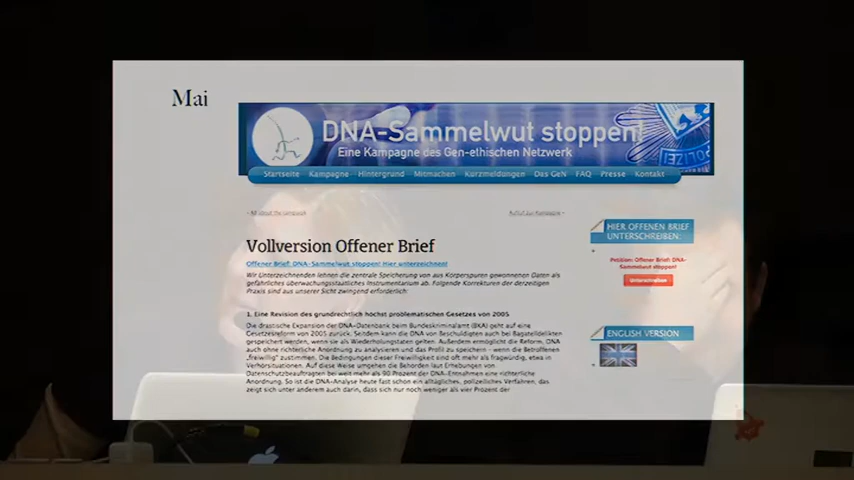 Mai
DNA-Sammelwut stoppen!
Eine Kampagne des Gen-ethischen Netzwerk
POLIZEI
Startseite Kampagne Hintergrund Mitmachen Kurzmeldungen Das GeN FAQ Presse Kontakt
Vollversion Offener Brief
HIER OFFENEN BRIEF
UNTERSCHREIBEN:
Offener Brief: DNA- Sammelwut stoppen! Hier unterzeichnen!
Petition: Offener Brief: DNA-
Sammelwut stoppen!
Unterschreiben
Wir Unterzeichnenden lehnen die zentrale Speicherung von aus Körperspuren gewonnenen Daten als
gefährliches überwachungsstaatliches Instrumentarium ab. Folgende Korrekturen der derzeitigen
Praxis sind aus unserer Sicht zwingend erforderlich:
1. Eine Revision des grundrechtlich höchst problematischen Gesetzes von 2005
Die drastische Expansion der DNA-Datenbank beim Bundeskriminalamt (BKA) geht auf eine
Gesetzesreform von 2005 zurück. Seitdem kann die DNA von Beschuldigten auch bei Bagatelldelikten
gespeichert werden, wenn sie als Wiederholungstaten gelten. Außerdem ermöglicht die Reform, DNA
auch ohne richterliche Anordnung zu analysieren und das Profil zu speichern – wenn die Betroffenen
„freiwillig" zustimmen. Die Bedingungen dieser Freiwilligkeit sind oft mehr als fragwürdig, etwa in
Verhörsituationen. Auf diese Weise umgehen die Behörden laut Erhebungen von
Datenschutzbeauftragten bei weit mehr als 90 Prozent der DNA-Entnahmen eine richterliche
Anordnung. So ist die DNA-Analyse heute fast schon ein alltägliches, polizeiliches Verfahren, das
zeigt sich unter anderem auch darin, dass sich nur noch weniger als vier Prozent der
ENGLISH VERSION